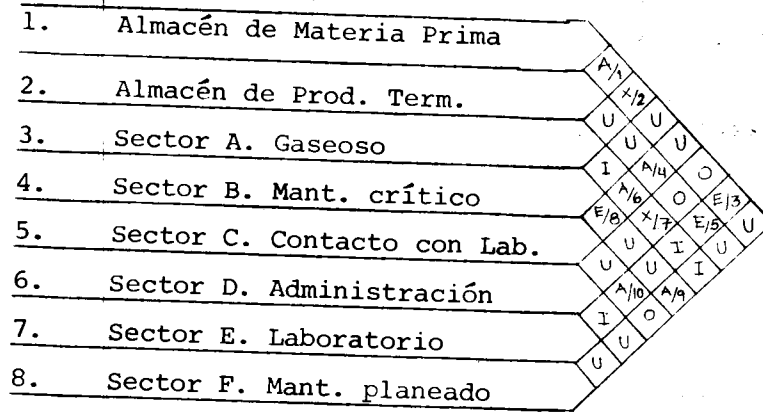 1. Almacén de Materia Prima
2. Almacén de Prod. Term.
3. Sector A. Gaseoso
4. Sector B. Mant. crítico
5. Sector C. Contacto con Lab.
6. Sector D. Administración
7. Sector E. Laboratorio
8. Sector F. Mant. planeado
A/1
X/2
U U
U U
I A/4 O
A/6 O E/3
E/8 X/7 E/5 U
U I U
U U I
A/10 A/9
I O
U
U